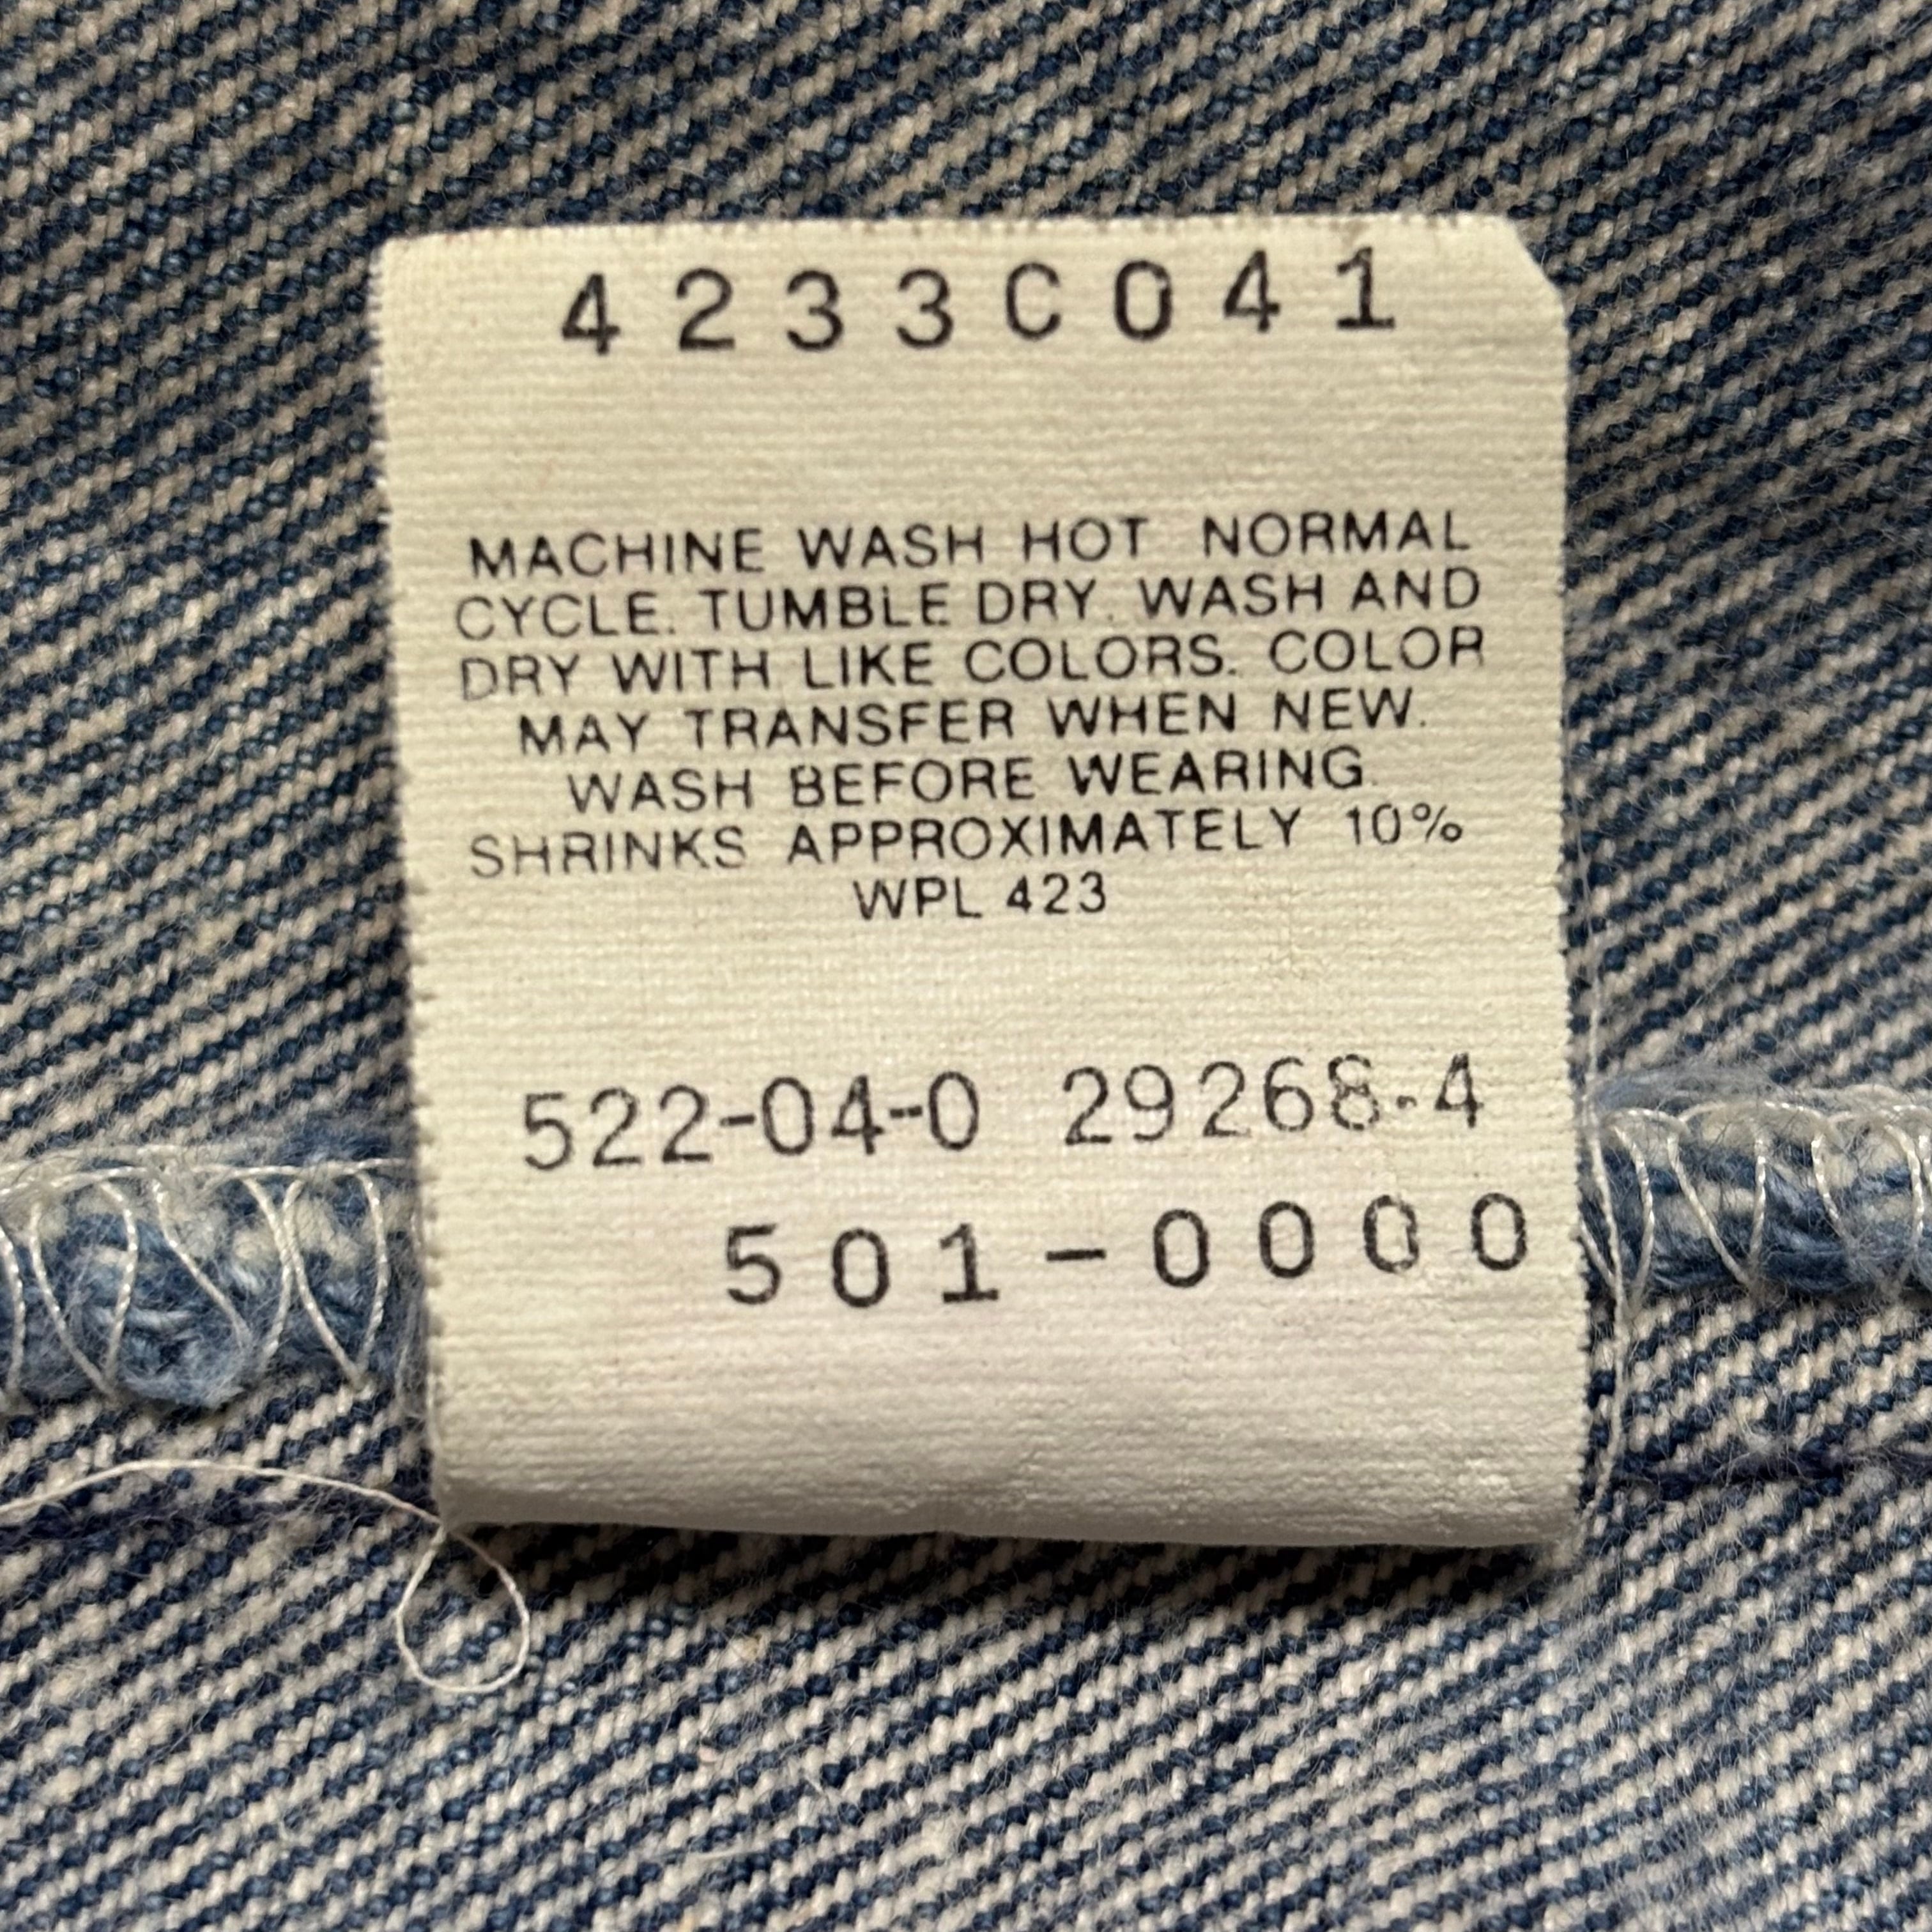 4233C041
MACHINE WASH HOT NORMAL
CYCLE. TUMBLE DRY. WASH AND
DRY WITH LIKE COLORS. COLOR
MAY TRANSFER WHEN NEW.
WASH BEFORE WEARING.
SHRINKS APPROXIMATELY 10%
WPL 423
522-04-0 29268-4
501-0000